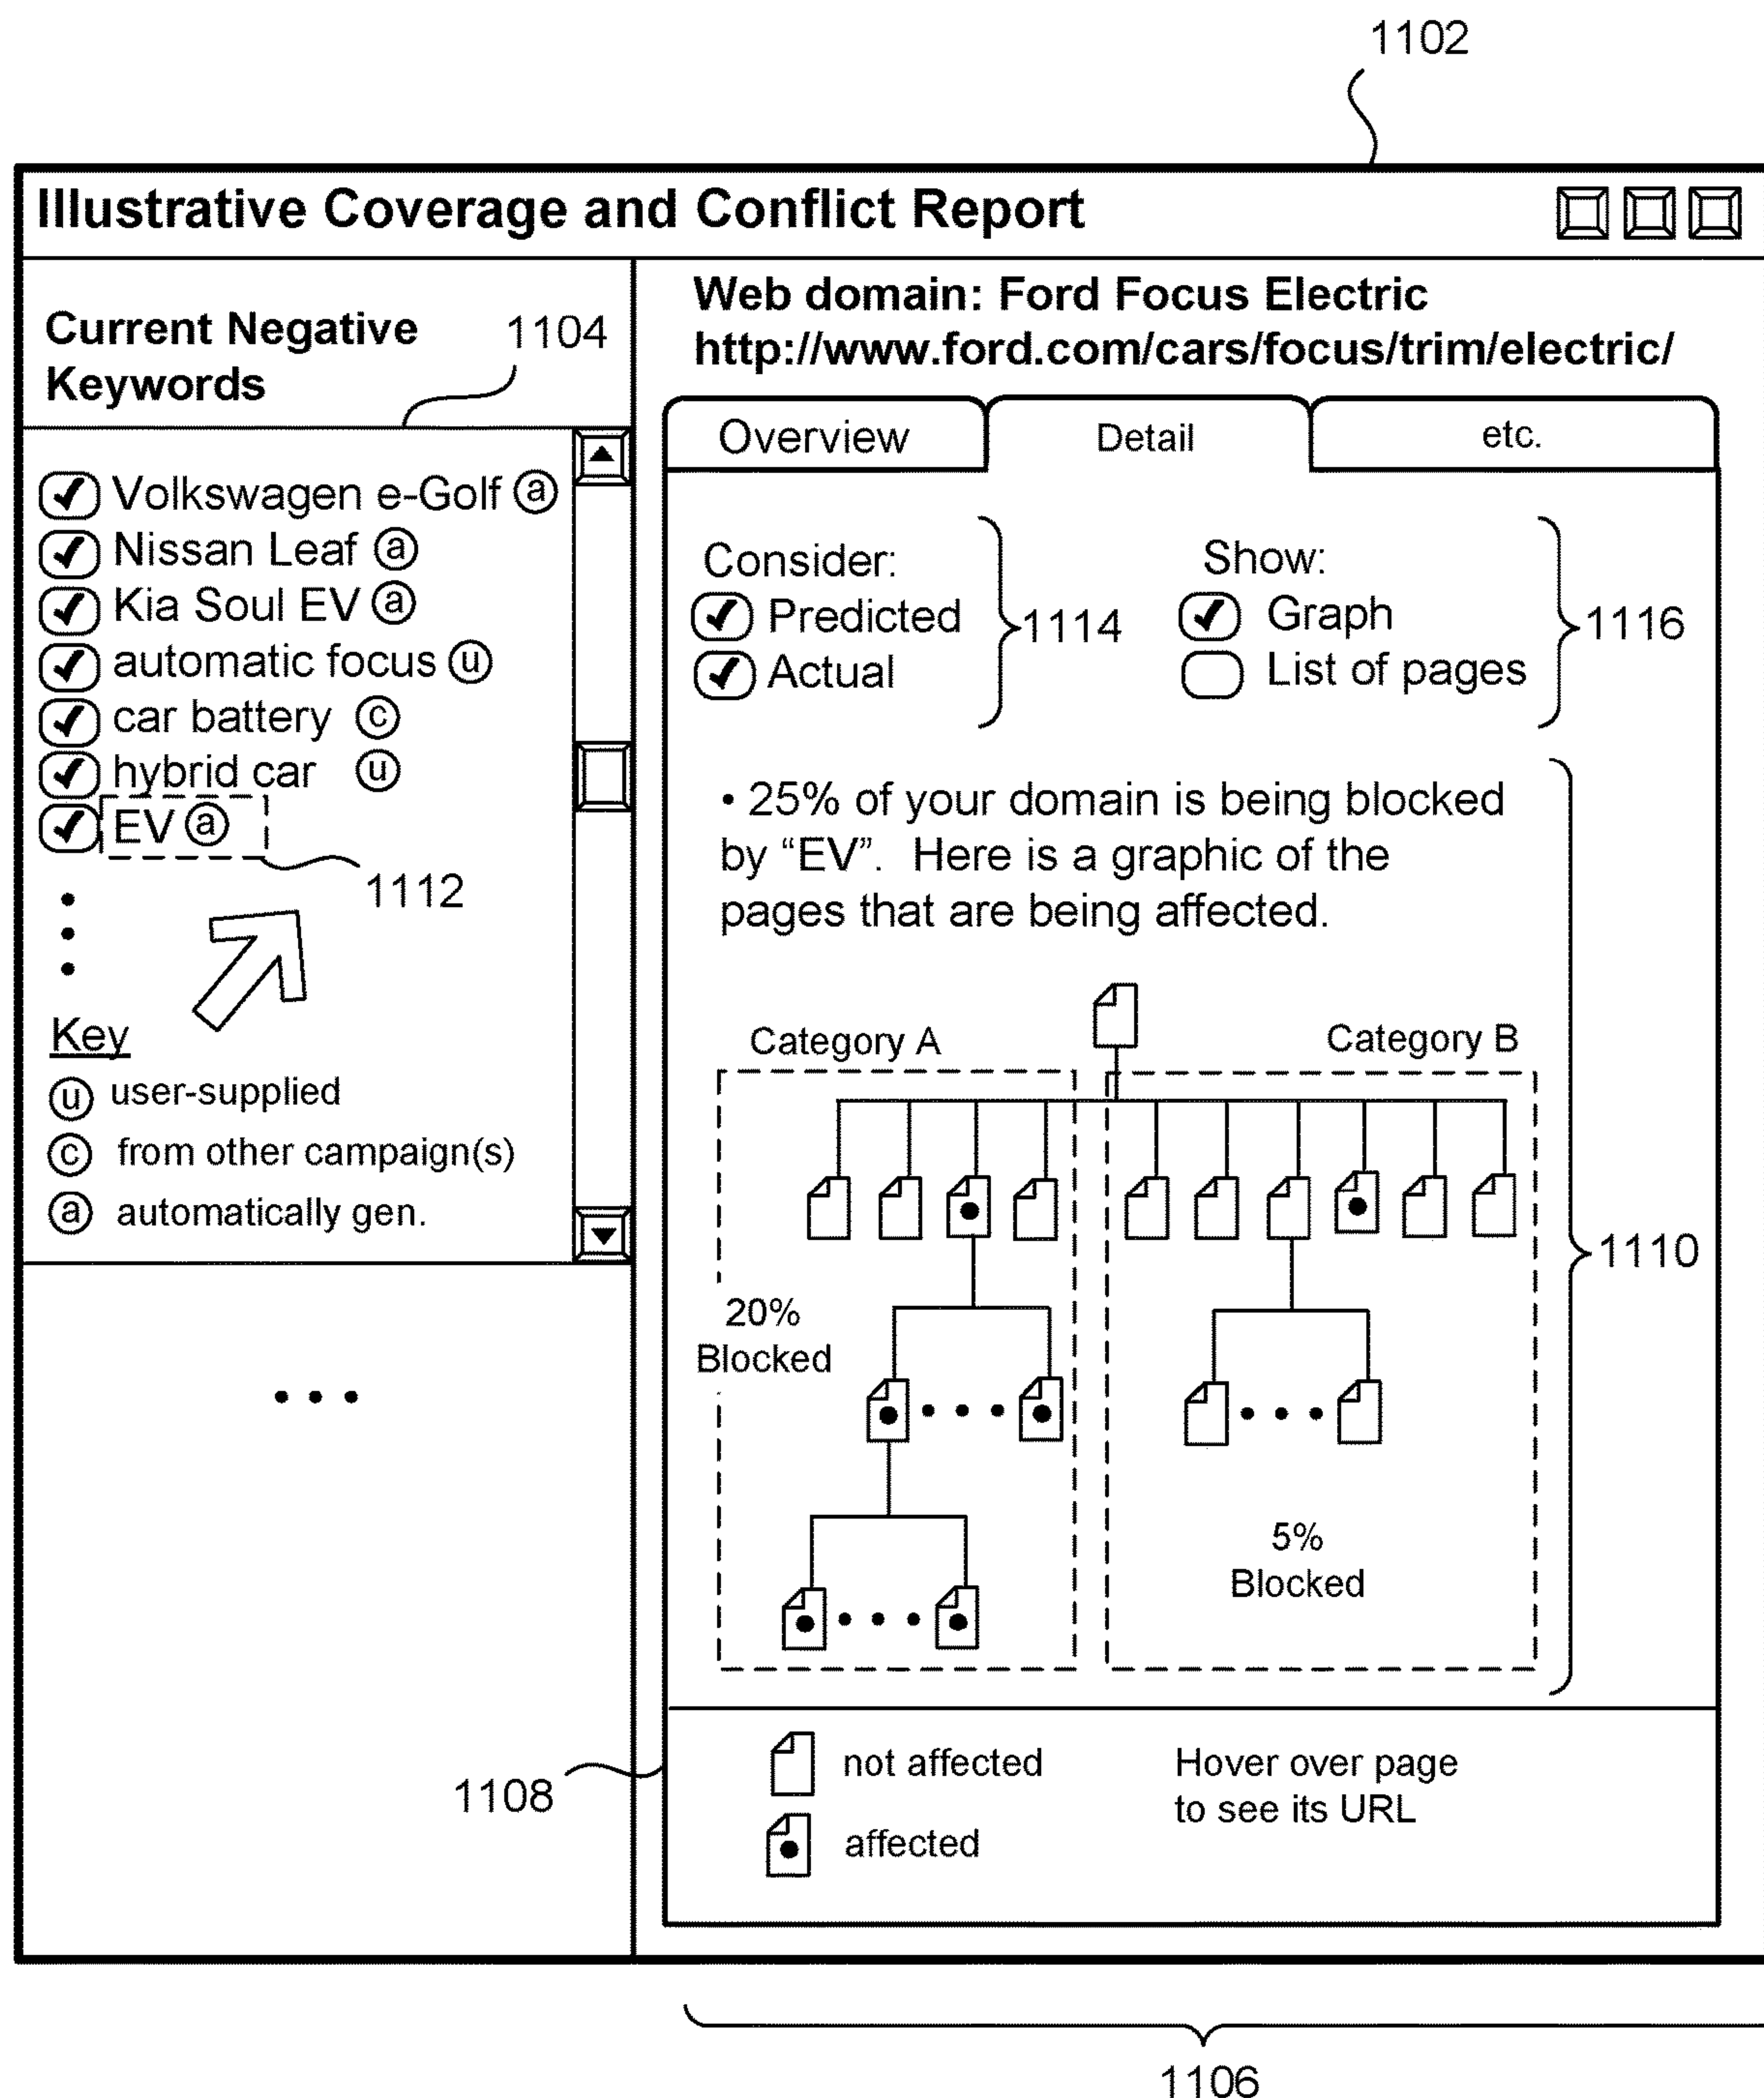 1102
Illustrative Coverage and Conflict Report
Current Negative
Keywords
1104
Volkswagen e-Golf ⓐ
Nissan Leaf ⓐ
Kia Soul EV ⓐ
automatic focus ⓤ
car battery ⓒ
hybrid car ⓤ
EV ⓐ
1112
Key
ⓤ user-supplied
ⓒ from other campaign(s)
ⓐ automatically gen.
Web domain: Ford Focus Electric
http://www.ford.com/cars/focus/trim/electric/
Overview
Detail
etc.
Consider:
Predicted
Actual
1114
Show:
Graph
List of pages
1116
• 25% of your domain is being blocked
by “EV”. Here is a graphic of the
pages that are being affected.
Category A
Category B
20%
Blocked
5%
Blocked
1110
1108
not affected
affected
Hover over page
to see its URL
1106